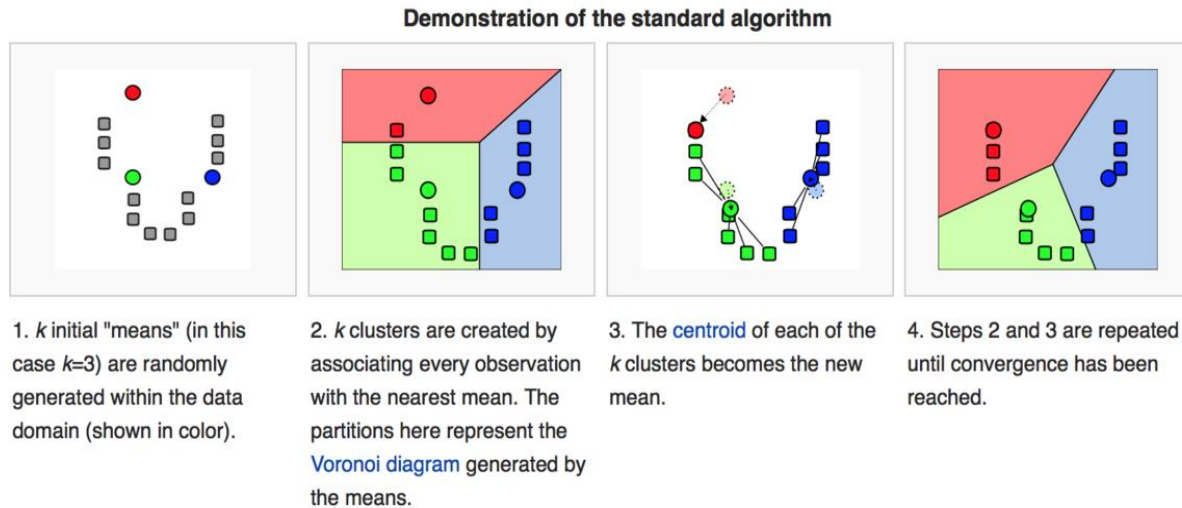 Demonstration of the standard algorithm
1. k initial "means" (in this
case k=3) are randomly
generated within the data
domain (shown in color).
2. k clusters are created by
associating every observation
with the nearest mean. The
partitions here represent the
Voronoi diagram generated by
the means.
3. The centroid of each of the
k clusters becomes the new
mean.
4. Steps 2 and 3 are repeated
until convergence has been
reached.